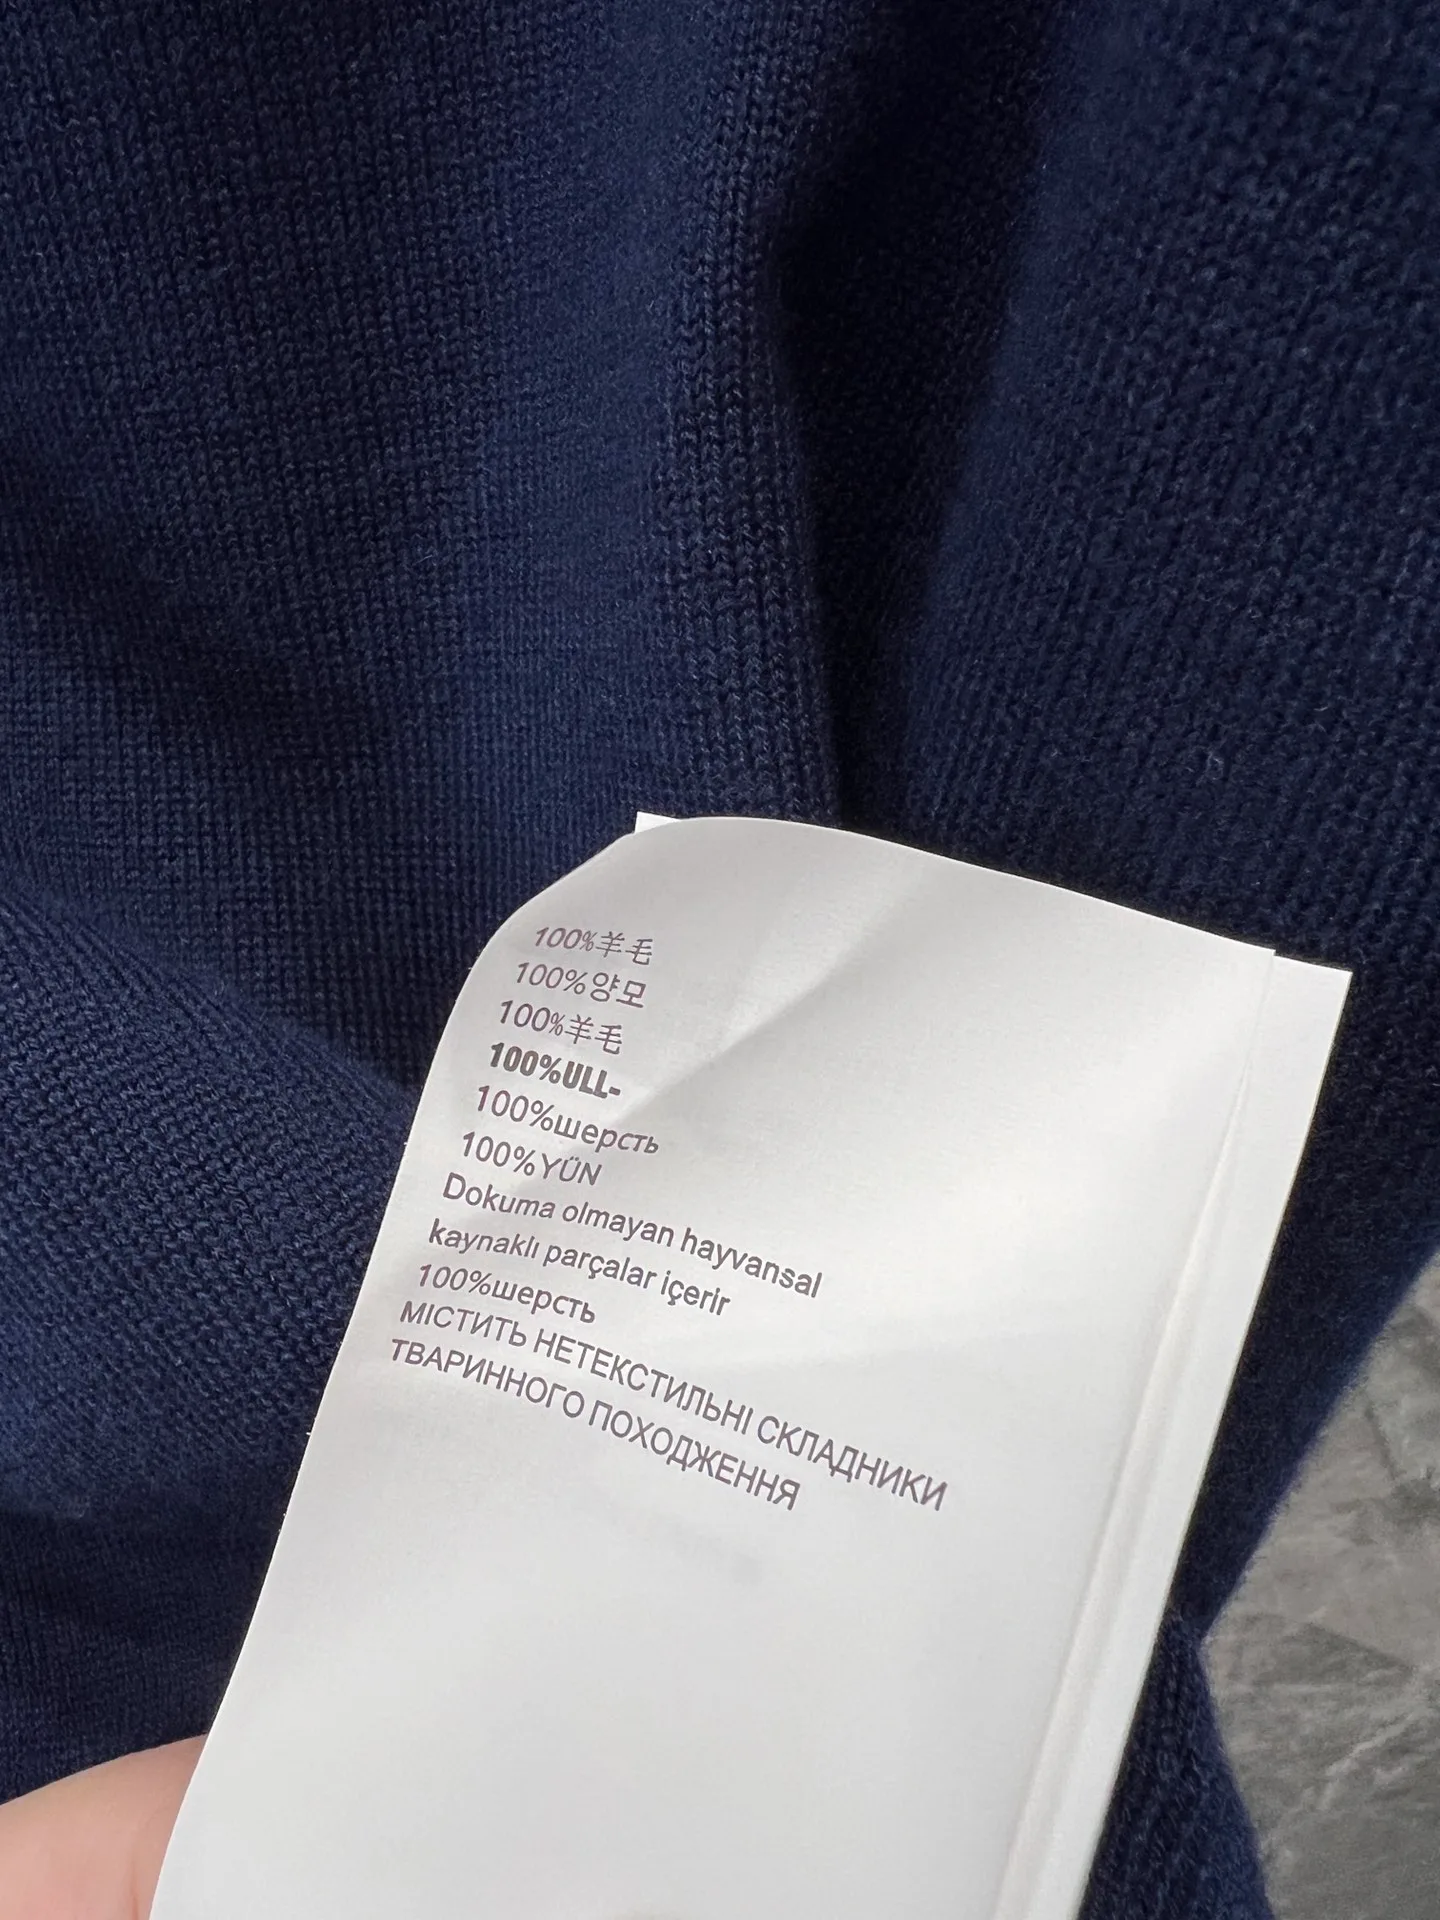 100%羊毛
100%양모
100%羊毛
100%ULL-
100%шерсть
100%YÜN
Dokuma olmayan hayvansal
kaynaklı parçalar içerir
100%шерсть
МІСТИТЬ НЕТЕКСТИЛЬНІ СКЛАДНИКИ
ТВАРИННОГО ПОХОДЖЕННЯ